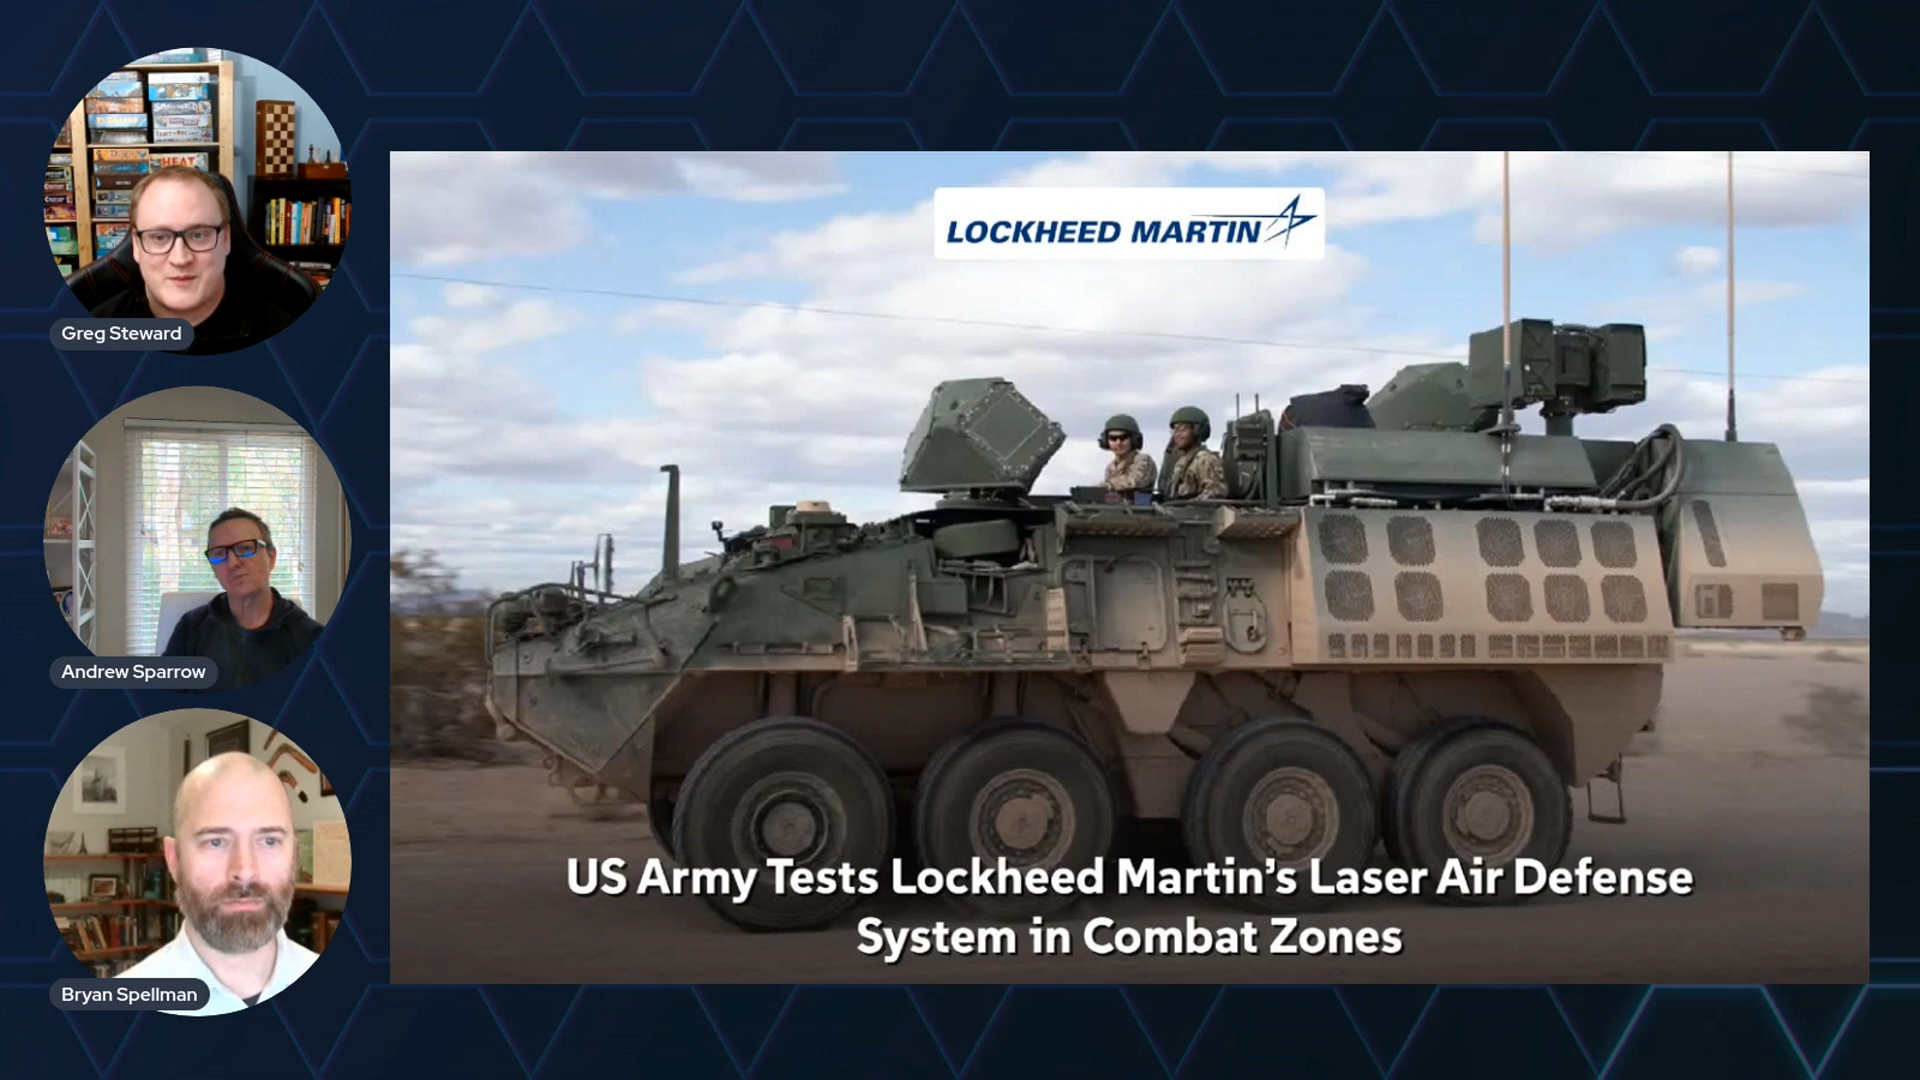 HEAT
Greg Steward
Andrew Sparrow
Bryan Spellman
LOCKHEED MARTIN
US Army Tests Lockheed Martin's Laser Air Defense
System in Combat Zones